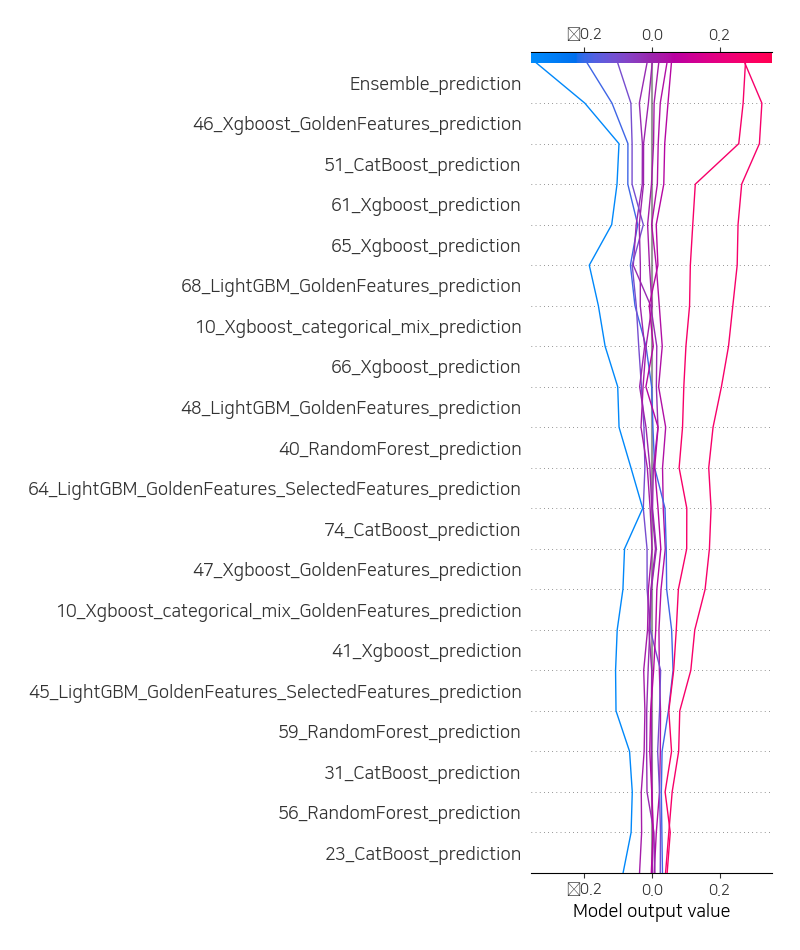 0.2 0.0 0.2
Ensemble_prediction
46_Xgboost_GoldenFeatures_prediction
51_CatBoost_prediction
61_Xgboost_prediction
65_Xgboost_prediction
68_LightGBM_GoldenFeatures_prediction
10_Xgboost_categorical_mix_prediction
66_Xgboost_prediction
48_LightGBM_GoldenFeatures_prediction
40_RandomForest_prediction
64_LightGBM_GoldenFeatures_SelectedFeatures_prediction
74_CatBoost_prediction
47_Xgboost_GoldenFeatures_prediction
10_Xgboost_categorical_mix_GoldenFeatures_prediction
41_Xgboost_prediction
45_LightGBM_GoldenFeatures_SelectedFeatures_prediction
59_RandomForest_prediction
31_CatBoost_prediction
56_RandomForest_prediction
23_CatBoost_prediction
0.2 0.0 0.2
Model output value